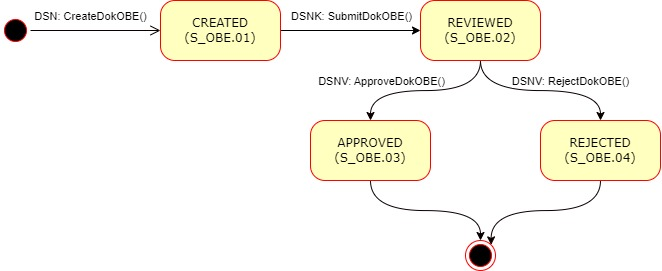 DSN: CreateDokOBE()
CREATED
(S_OBE.01)
DSNK: SubmitDokOBE()
REVIEWED
(S_OBE.02)
DSNV: ApproveDokOBE()
DSNV: RejectDokOBE()
APPROVED
(S_OBE.03)
REJECTED
(S_OBE.04)